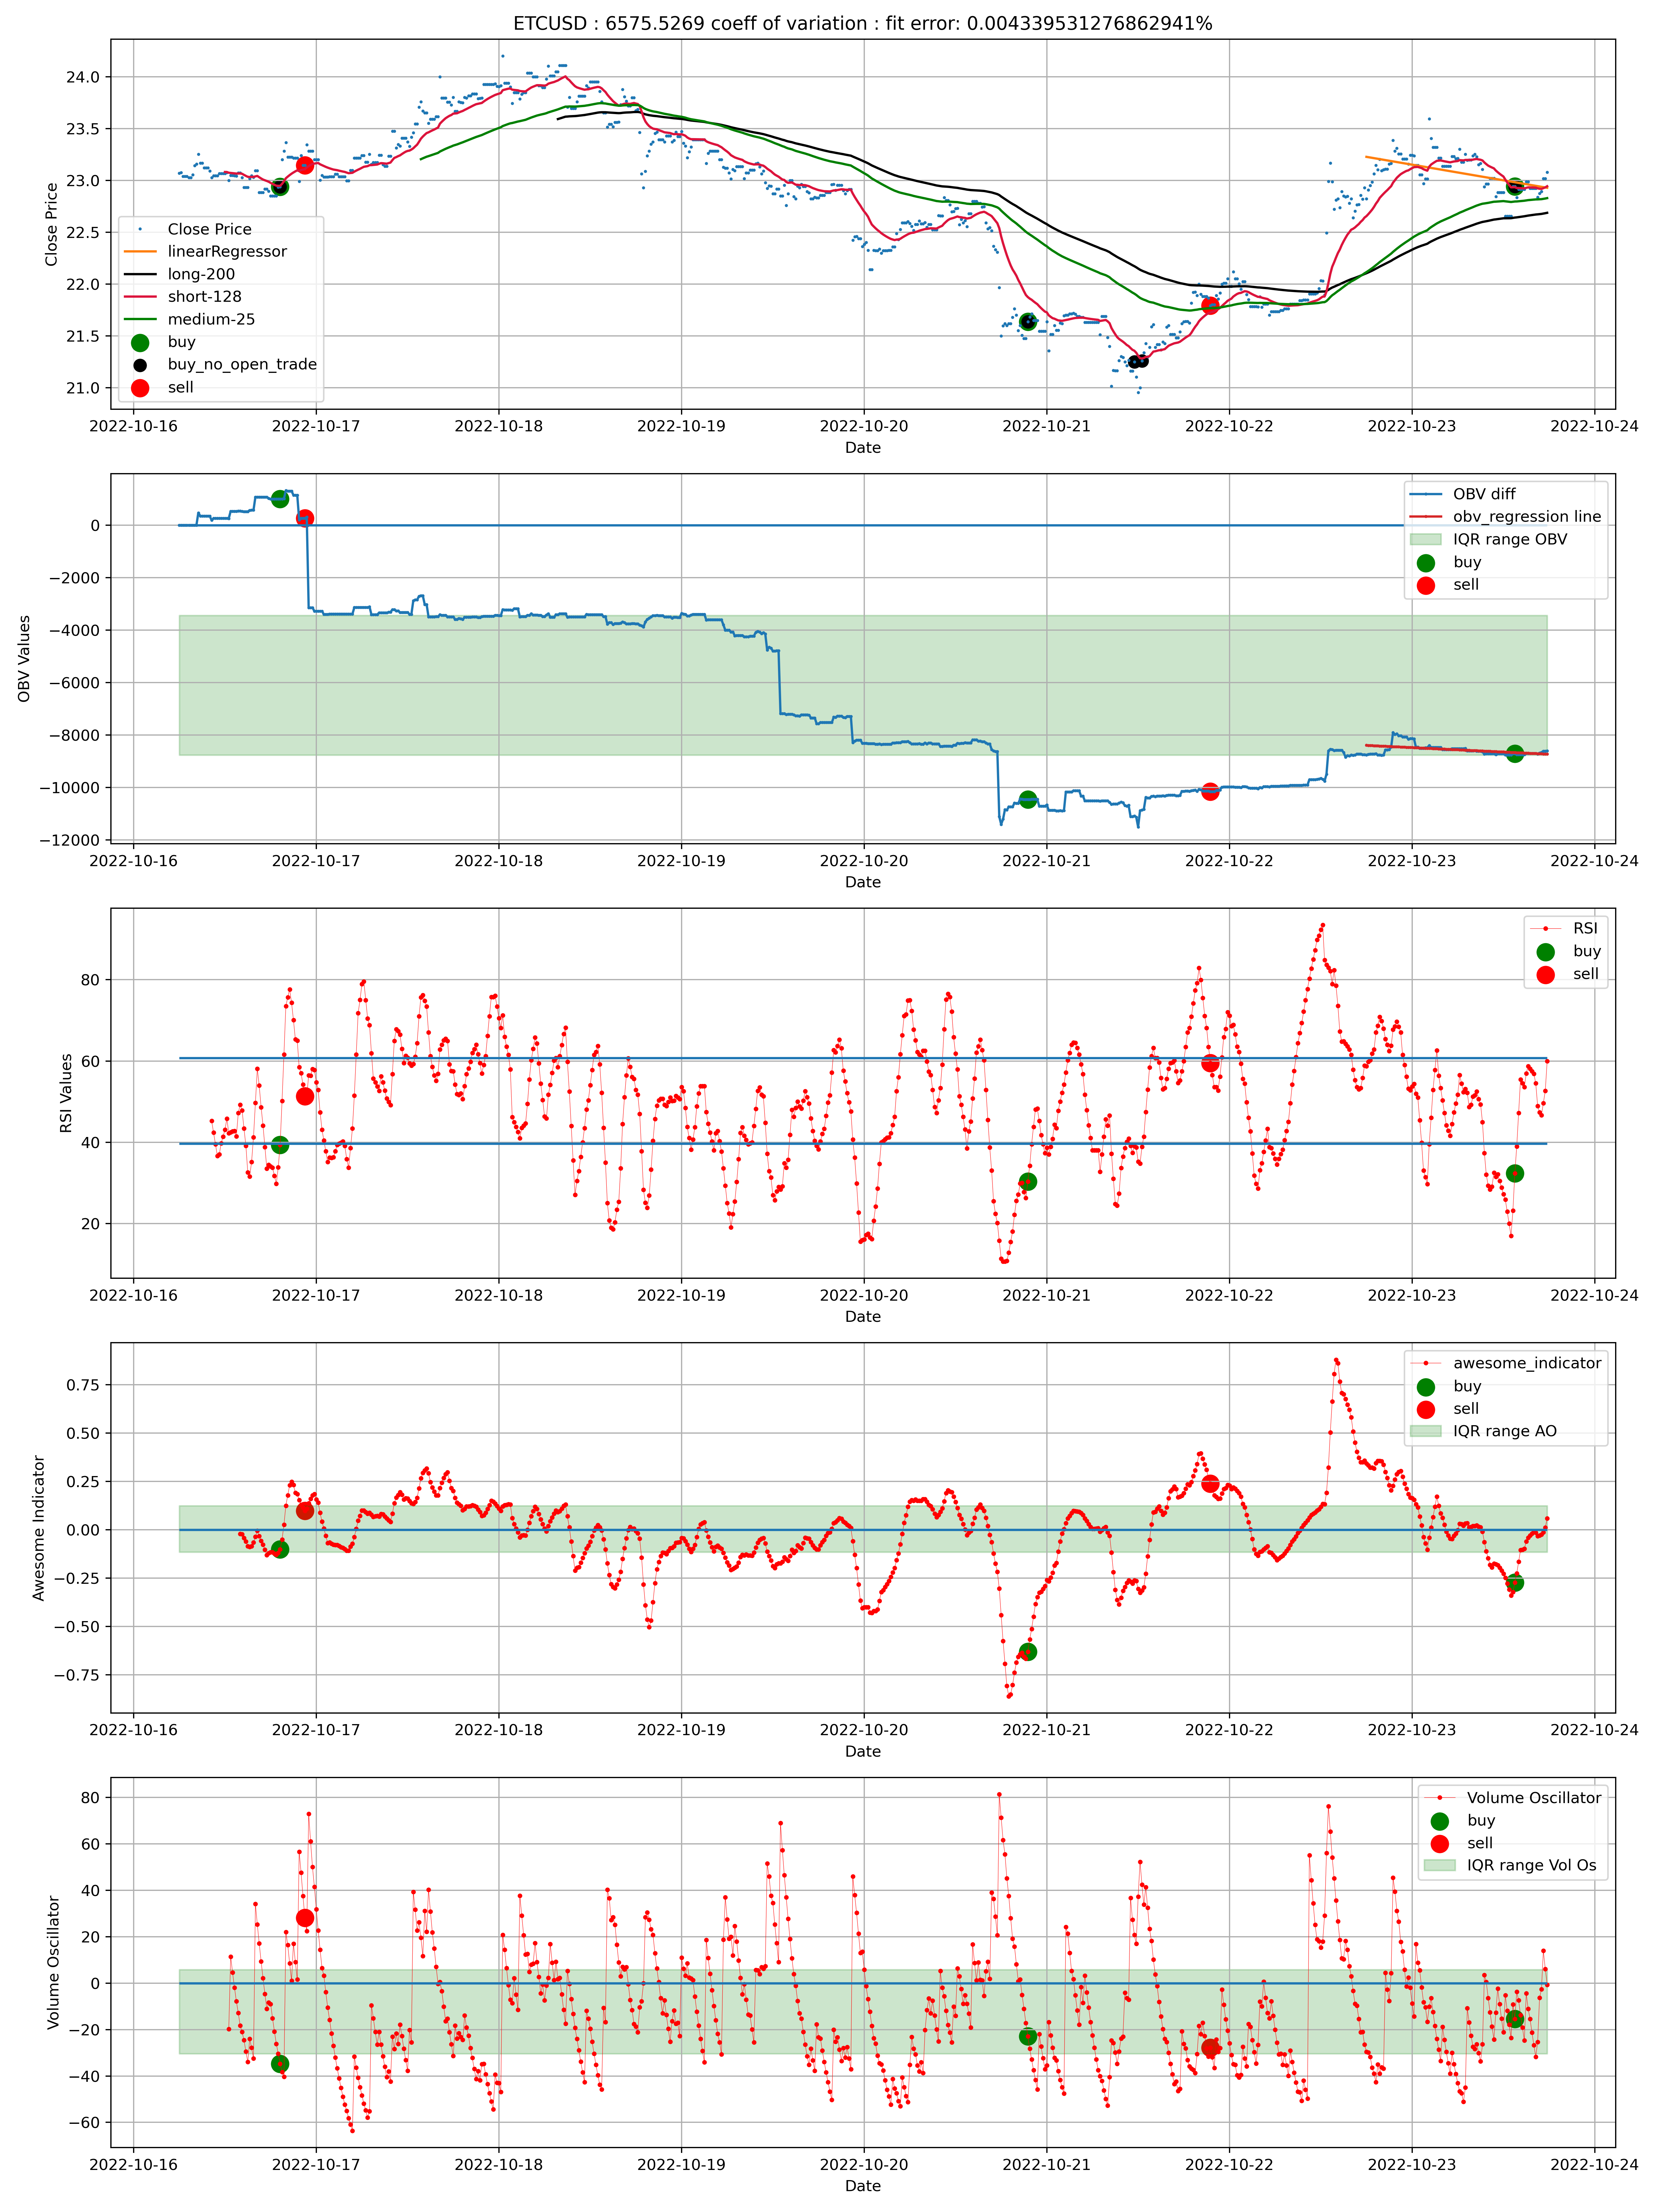 ETCUSD : 6575.5269 coeff of variation : fit error: 0.004339531276862941%
Close Price
24.0
23.5
23.0
22.5
22.0
21.5
21.0
Close Price
linearRegressor
long-200
short-128
medium-25
buy
buy_no_open_trade
sell
2022-10-16 2022-10-17 2022-10-18 2022-10-19 2022-10-20 2022-10-21 2022-10-22 2022-10-23 2022-10-24
Date
OBV Values
0
−2000
−4000
−6000
−8000
−10000
−12000
OBV diff
obv_regression line
IQR range OBV
buy
sell
2022-10-16 2022-10-17 2022-10-18 2022-10-19 2022-10-20 2022-10-21 2022-10-22 2022-10-23 2022-10-24
Date
RSI Values
80
60
40
20
RSI
buy
sell
2022-10-16 2022-10-17 2022-10-18 2022-10-19 2022-10-20 2022-10-21 2022-10-22 2022-10-23 2022-10-24
Date
Awesome Indicator
0.75
0.50
0.25
0.00
−0.25
−0.50
−0.75
awesome_indicator
buy
sell
IQR range AO
2022-10-16 2022-10-17 2022-10-18 2022-10-19 2022-10-20 2022-10-21 2022-10-22 2022-10-23 2022-10-24
Date
Volume Oscillator
80
60
40
20
0
−20
−40
−60
Volume Oscillator
buy
sell
IQR range Vol Os
2022-10-16 2022-10-17 2022-10-18 2022-10-19 2022-10-20 2022-10-21 2022-10-22 2022-10-23 2022-10-24
Date